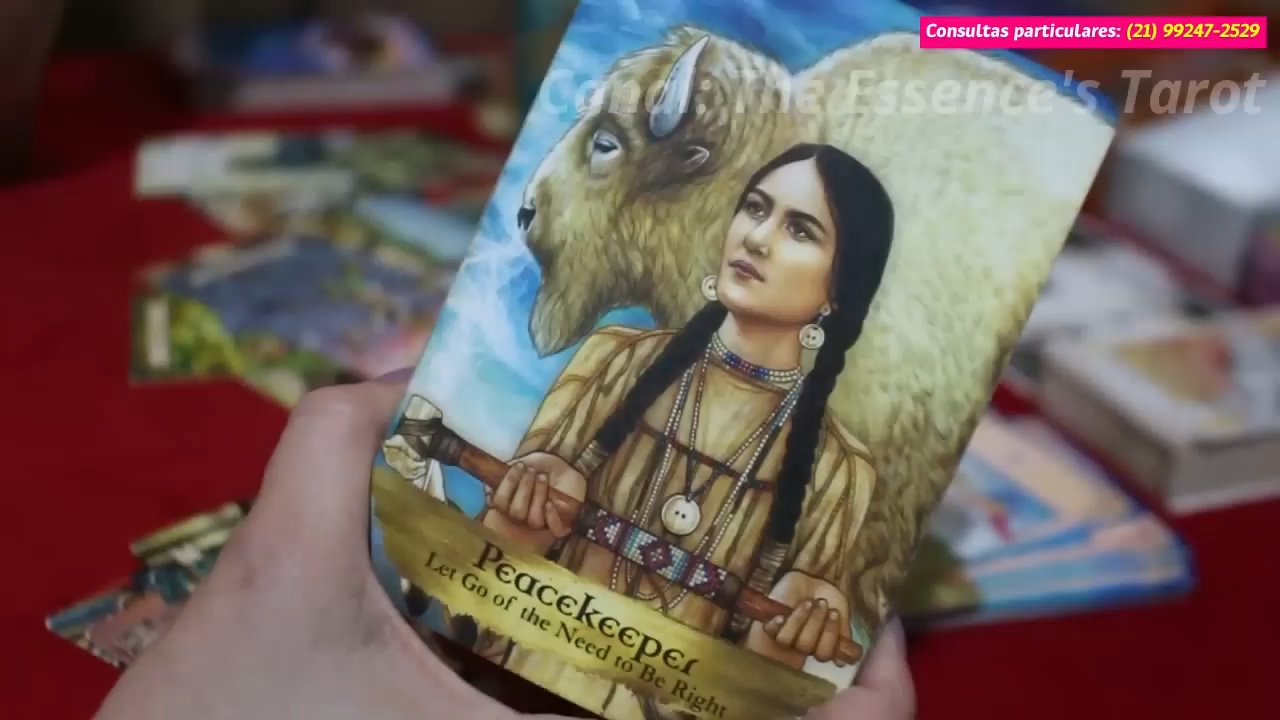 Consultas particulares: (21) 99247-2529
Canal: The Essence's Tarot
Peacekeeper
Let Go of the Need to Be Right